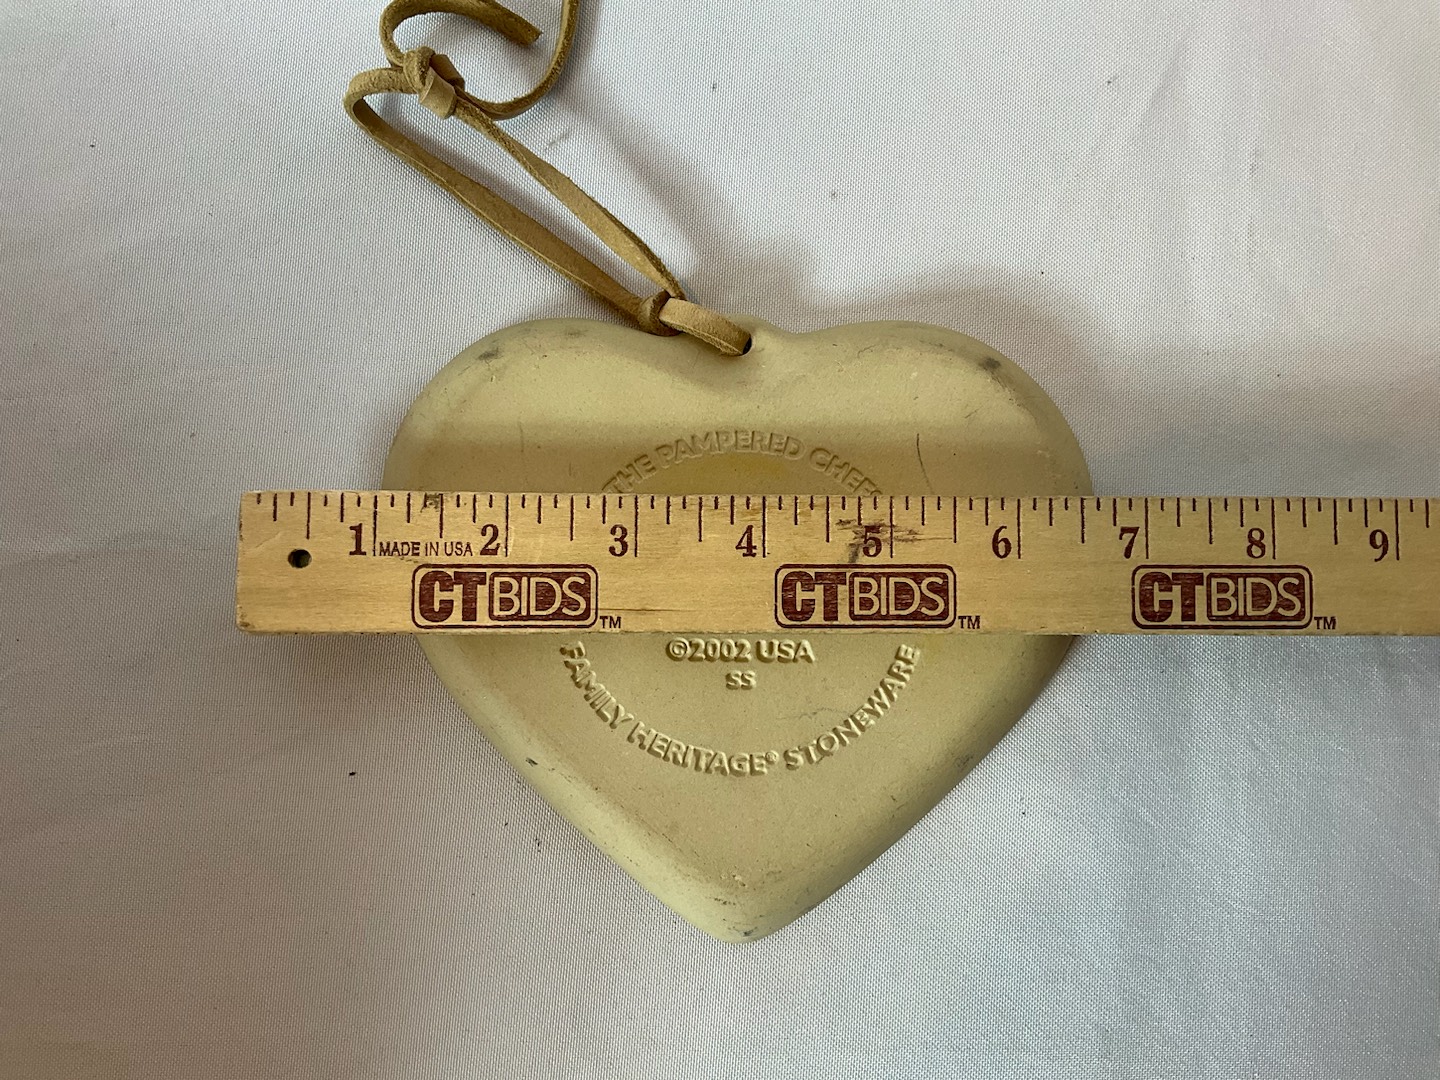 THE PAMPERED CHEF
1 2 3 4 5 6 7 8 9
MADE IN USA
CTBIDS™ CTBIDS™ CTBIDS™
©2002 USA
SS
FAMILY HERITAGE® STONEWARE